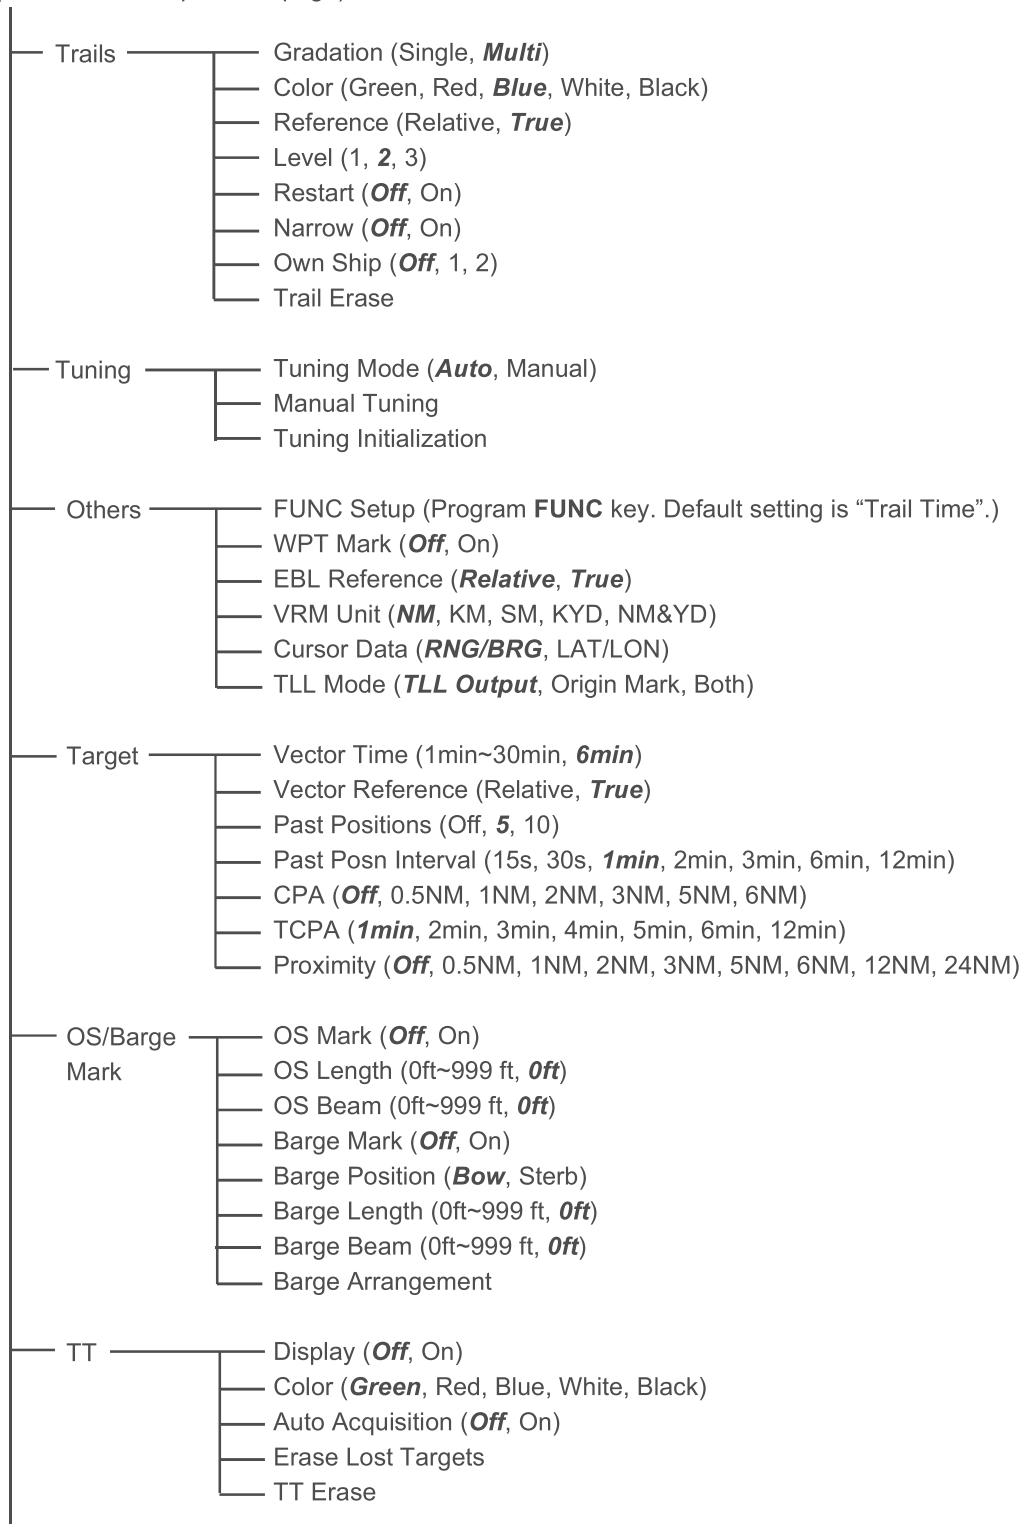 Trails
Gradation (Single, Multi)
Color (Green, Red, Blue, White, Black)
Reference (Relative, True)
Level (1, 2, 3)
Restart (Off, On)
Narrow (Off, On)
Own Ship (Off, 1, 2)
Trail Erase
Tuning
Tuning Mode (Auto, Manual)
Manual Tuning
Tuning Initialization
Others
FUNC Setup (Program FUNC key. Default setting is “Trail Time”.)
WPT Mark (Off, On)
EBL Reference (Relative, True)
VRM Unit (NM, KM, SM, KYD, NM&YD)
Cursor Data (RNG/BRG, LAT/LON)
TLL Mode (TLL Output, Origin Mark, Both)
Target
Vector Time (1min~30min, 6min)
Vector Reference (Relative, True)
Past Positions (Off, 5, 10)
Past Posn Interval (15s, 30s, 1min, 2min, 3min, 6min, 12min)
CPA (Off, 0.5NM, 1NM, 2NM, 3NM, 5NM, 6NM)
TCPA (1min, 2min, 3min, 4min, 5min, 6min, 12min)
Proximity (Off, 0.5NM, 1NM, 2NM, 3NM, 5NM, 6NM, 12NM, 24NM)
OS/Barge
Mark
OS Mark (Off, On)
OS Length (0ft~999 ft, 0ft)
OS Beam (0ft~999 ft, 0ft)
Barge Mark (Off, On)
Barge Position (Bow, Sterb)
Barge Length (0ft~999 ft, 0ft)
Barge Beam (0ft~999 ft, 0ft)
Barge Arrangement
TT
Display (Off, On)
Color (Green, Red, Blue, White, Black)
Auto Acquisition (Off, On)
Erase Lost Targets
TT Erase